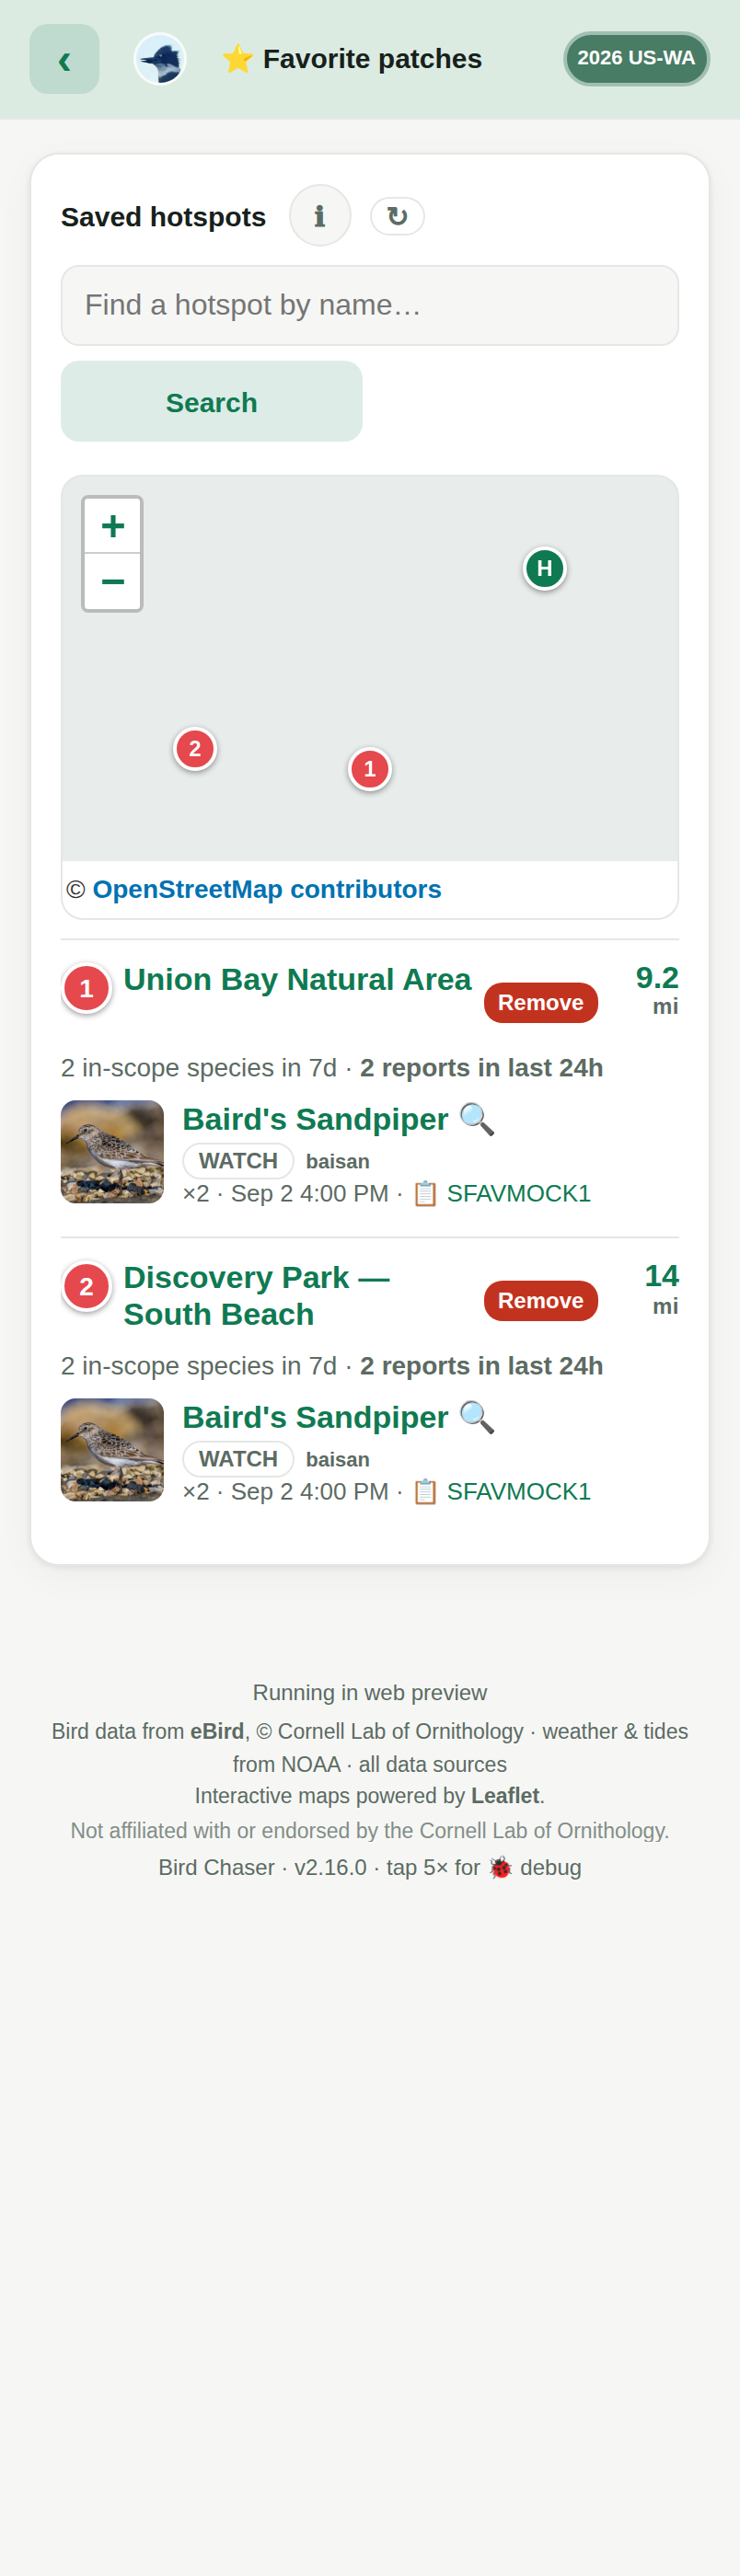 ‹
⭐ Favorite patches
2026 US-WA
Saved hotspots ℹ ↻
Find a hotspot by name…
Search
+
−
H
2
1
© OpenStreetMap contributors
1 Union Bay Natural Area Remove 9.2 mi
2 in-scope species in 7d · 2 reports in last 24h
Baird's Sandpiper 🔍
WATCH baisan
×2 · Sep 2 4:00 PM · 📋 SFAVMOCK1
2 Discovery Park —
South Beach
Remove
14 mi
2 in-scope species in 7d · 2 reports in last 24h
Baird's Sandpiper 🔍
WATCH baisan
×2 · Sep 2 4:00 PM · 📋 SFAVMOCK1
Running in web preview
Bird data from eBird, © Cornell Lab of Ornithology · weather & tides
from NOAA · all data sources
Interactive maps powered by Leaflet.
Not affiliated with or endorsed by the Cornell Lab of Ornithology.
Bird Chaser · v2.16.0 · tap 5× for 🐞 debug